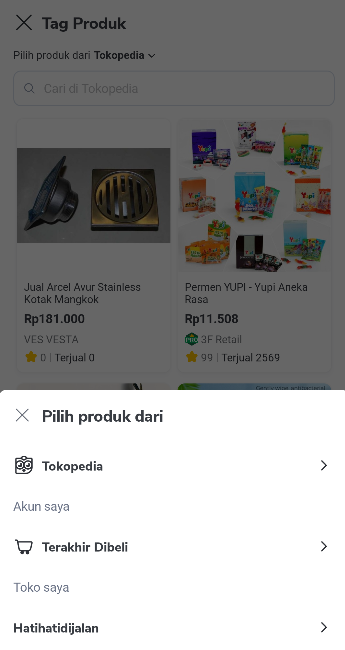 Tag Produk
Pilih produk dari Tokopedia
Cari di Tokopedia
Jual Arcel Avur Stainless
Kotak Mangkok
Rp181.000
VES VESTA
0 | Terjual 0
Permen YUPI - Yupi Aneka
Rasa
Rp11.508
3F Retail
99 | Terjual 2569
Pilih produk dari
Tokopedia
Akun saya
Terakhir Dibeli
Toko saya
Hatihatidijalan